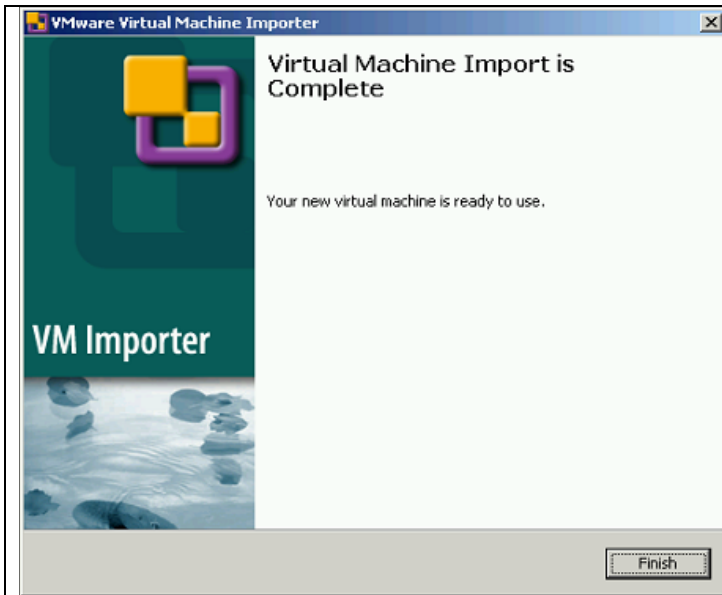 VMware Virtual Machine Importer
Virtual Machine Import is
Complete
Your new virtual machine is ready to use.
VM Importer
Finish